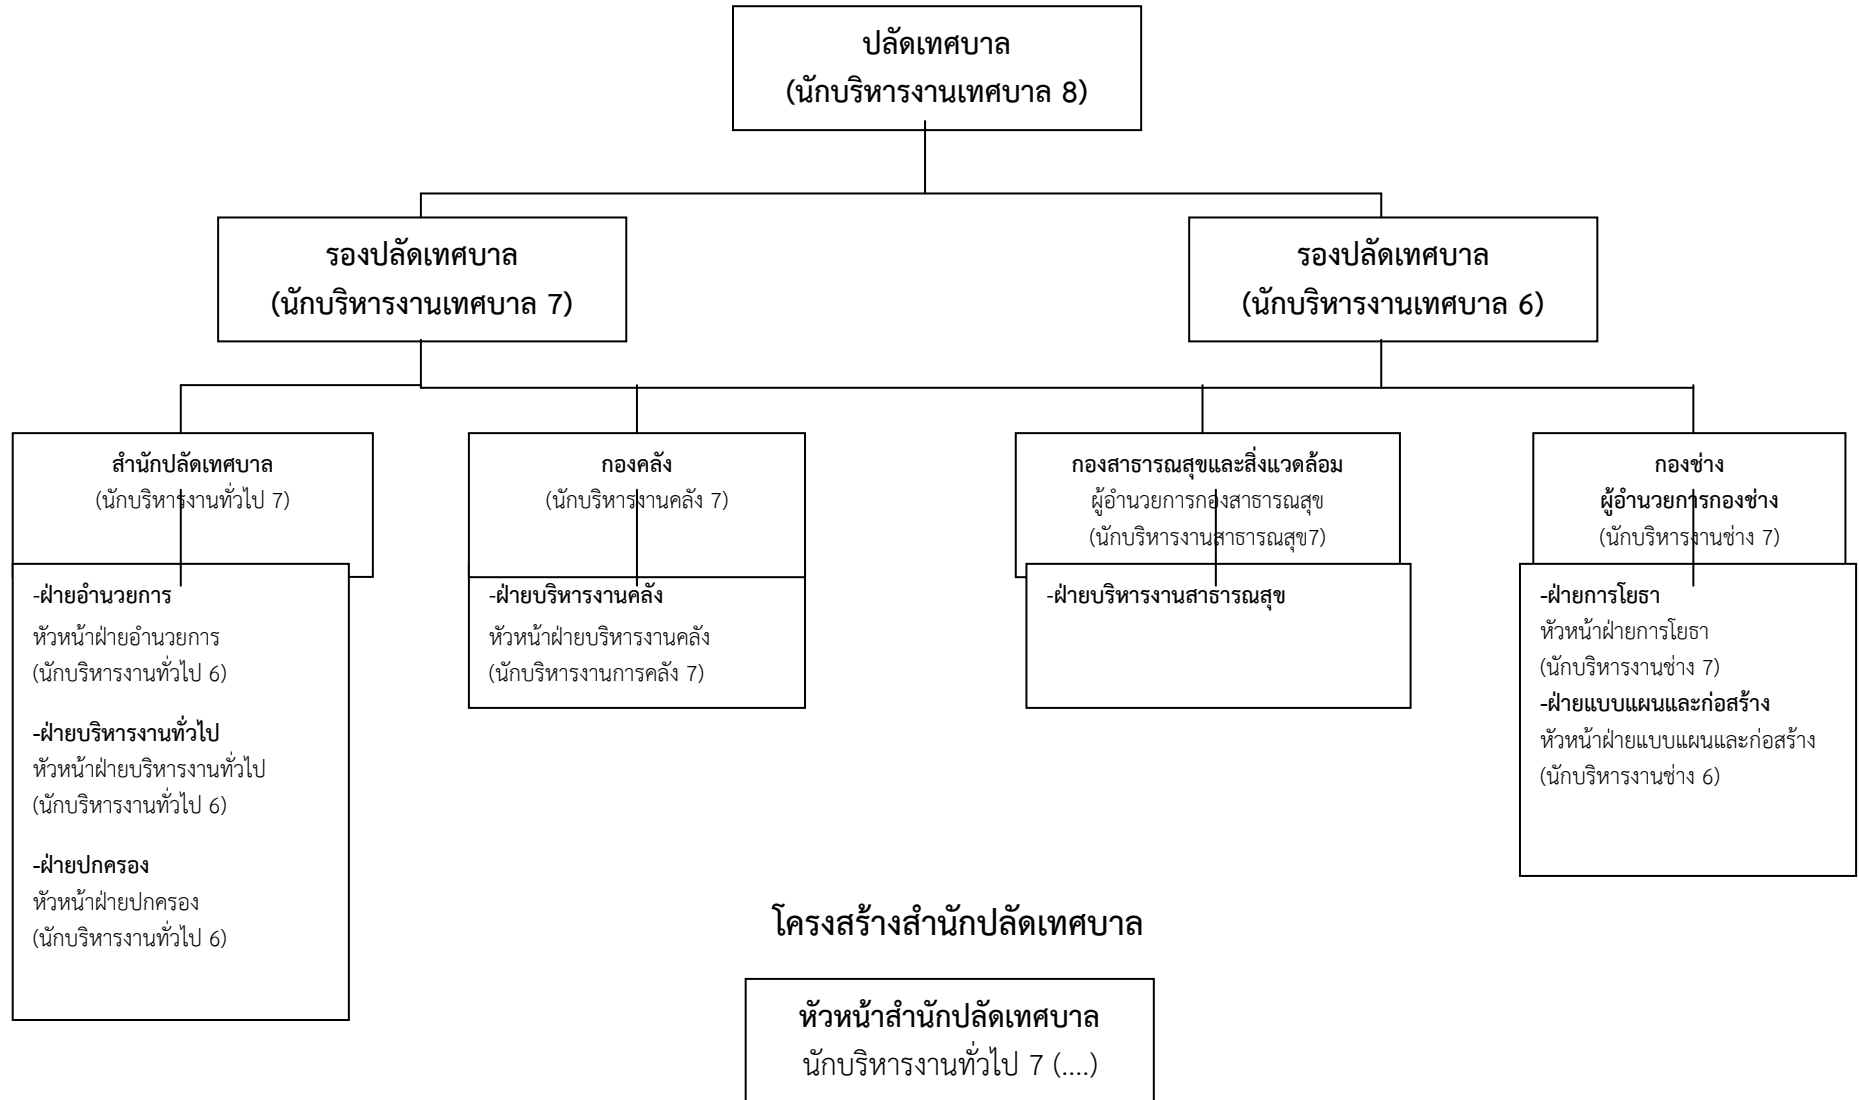 ปลัดเทศบาล
(นักบริหารงานเทศบาล 8)
รองปลัดเทศบาล
(นักบริหารงานเทศบาล 7)
รองปลัดเทศบาล
(นักบริหารงานเทศบาล 6)
สำนักปลัดเทศบาล
(นักบริหารงานทั่วไป 7)
กองคลัง
(นักบริหารงานคลัง 7)
กองสาธารณสุขและสิ่งแวดล้อม
ผู้อำนวยการกองสาธารณสุข
(นักบริหารงานสาธารณสุข7)
กองช่าง
ผู้อำนวยการกองช่าง
(นักบริหารงานช่าง 7)
-ฝ่ายอำนวยการ
หัวหน้าฝ่ายอำนวยการ
(นักบริหารงานทั่วไป 6)
-ฝ่ายบริหารงานทั่วไป
หัวหน้าฝ่ายบริหารงานทั่วไป
(นักบริหารงานทั่วไป 6)
-ฝ่ายปกครอง
หัวหน้าฝ่ายปกครอง
(นักบริหารงานทั่วไป 6)
-ฝ่ายบริหารงานคลัง
หัวหน้าฝ่ายบริหารงานคลัง
(นักบริหารงานการคลัง 7)
-ฝ่ายบริหารงานสาธารณสุข
-ฝ่ายการโยธา
หัวหน้าฝ่ายการโยธา
(นักบริหารงานช่าง 7)
-ฝ่ายแบบแผนและก่อสร้าง
หัวหน้าฝ่ายแบบแผนและก่อสร้าง
(นักบริหารงานช่าง 6)
โครงสร้างสำนักปลัดเทศบาล
หัวหน้าสำนักปลัดเทศบาล
นักบริหารงานทั่วไป 7 (....)